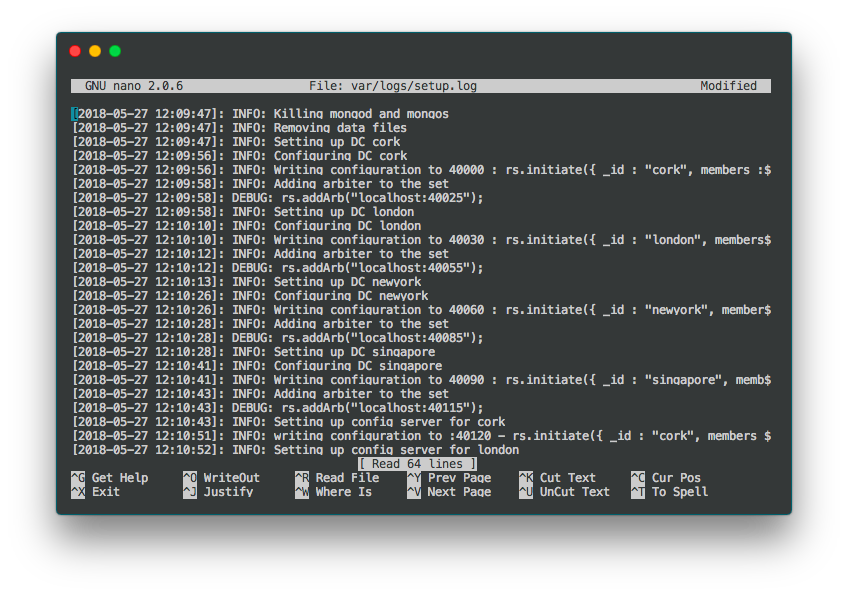 GNU nano 2.0.6 File: var/logs/setup.log Modified
[2018-05-27 12:09:47]: INFO: Killing mongod and mongos
[2018-05-27 12:09:47]: INFO: Removing data files
[2018-05-27 12:09:47]: INFO: Setting up DC cork
[2018-05-27 12:09:56]: INFO: Configuring DC cork
[2018-05-27 12:09:56]: INFO: Writing configuration to 40000 : rs.initiate({ _id : "cork", members :$
[2018-05-27 12:09:58]: INFO: Adding arbiter to the set
[2018-05-27 12:09:58]: DEBUG: rs.addArb("localhost:40025");
[2018-05-27 12:09:58]: INFO: Setting up DC london
[2018-05-27 12:10:10]: INFO: Configuring DC london
[2018-05-27 12:10:10]: INFO: Writing configuration to 40030 : rs.initiate({ _id : "london", members$
[2018-05-27 12:10:12]: INFO: Adding arbiter to the set
[2018-05-27 12:10:12]: DEBUG: rs.addArb("localhost:40055");
[2018-05-27 12:10:13]: INFO: Setting up DC newyork
[2018-05-27 12:10:26]: INFO: Configuring DC newyork
[2018-05-27 12:10:26]: INFO: Writing configuration to 40060 : rs.initiate({ _id : "newyork", member$
[2018-05-27 12:10:28]: INFO: Adding arbiter to the set
[2018-05-27 12:10:28]: DEBUG: rs.addArb("localhost:40085");
[2018-05-27 12:10:28]: INFO: Setting up DC singapore
[2018-05-27 12:10:41]: INFO: Configuring DC singapore
[2018-05-27 12:10:41]: INFO: Writing configuration to 40090 : rs.initiate({ _id : "singapore", memb$
[2018-05-27 12:10:43]: INFO: Adding arbiter to the set
[2018-05-27 12:10:43]: DEBUG: rs.addArb("localhost:40115");
[2018-05-27 12:10:43]: INFO: Setting up config server for cork
[2018-05-27 12:10:51]: INFO: writing configuration to :40120 - rs.initiate({ _id : "cork", members $
[2018-05-27 12:10:52]: INFO: Setting up config server for london
[ Read 64 lines ]
^G Get Help ^O WriteOut ^R Read File ^Y Prev Page ^K Cut Text ^C Cur Pos
^X Exit ^J Justify ^W Where Is ^V Next Page ^U UnCut Text ^T To Spell